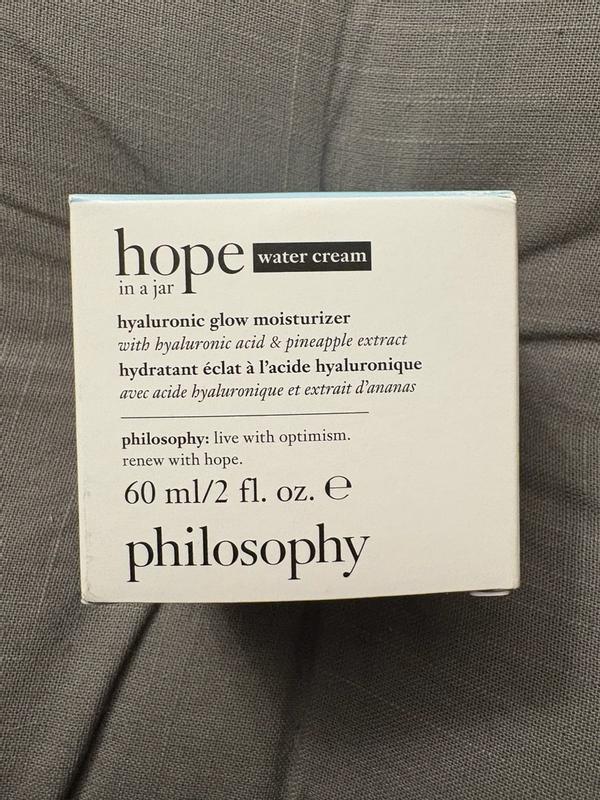 hope water cream
in a jar
hyaluronic glow moisturizer
with hyaluronic acid & pineapple extract
hydratant éclat à l'acide hyaluronique
avec acide hyaluronique et extrait d'ananas
philosophy: live with optimism.
renew with hope.
60 ml/2 fl. oz. ℮
philosophy